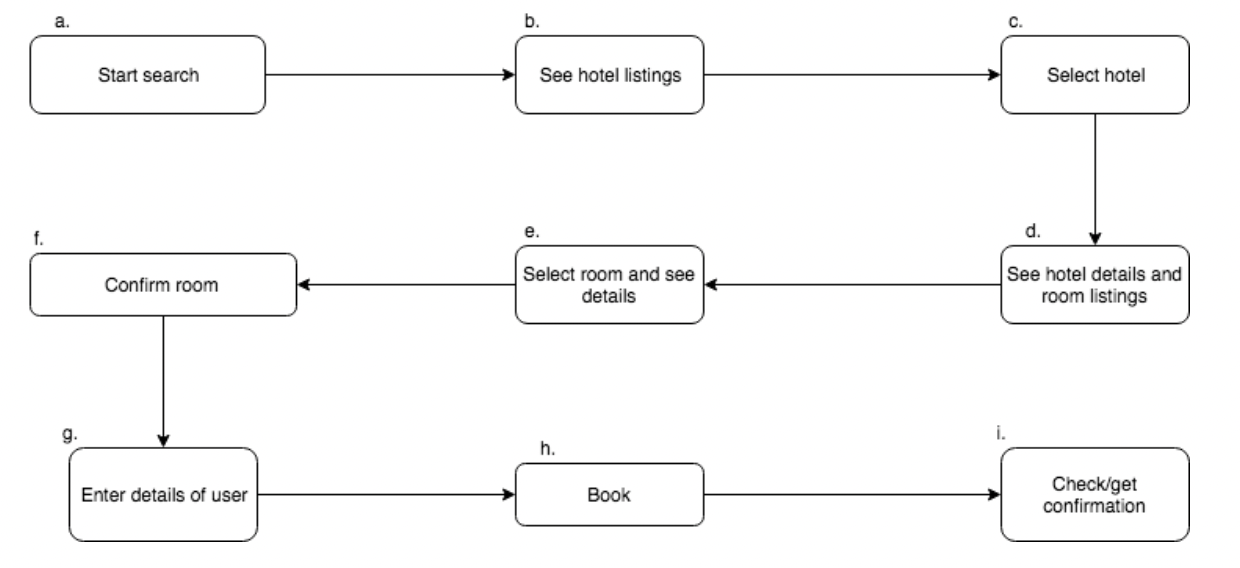 a.
Start search
b.
See hotel listings
c.
Select hotel
d.
See hotel details and
room listings
e.
Select room and see
details
f.
Confirm room
g.
Enter details of user
h.
Book
i.
Check/get
confirmation